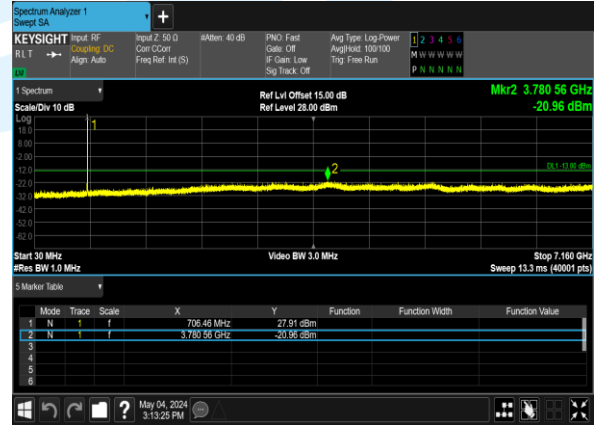 Spectrum Analyzer 1
Swept SA
+
KEYSIGHT
RLT
Input: RF
Coupling: DC
Align: Auto
Input Z: 50 Ω
Corr CCorr
Freq Ref: Int (S)
#Atten: 40 dB
PNO: Fast
Gate: Off
IF Gain: Low
Sig Track: Off
Avg Type: Log-Power
Avg|Hold: 100/100
Trig: Free Run
1 2 3 4 5 6
M W W W W W
P N N N N N
1 Spectrum
Scale/Div 10 dB
Ref Lvl Offset 15.00 dB
Ref Level 28.00 dBm
Mkr2 3.780 56 GHz
-20.96 dBm
Log
18.0
8.00
-2.00
-12.0
-22.0
-32.0
-42.0
-52.0
-62.0
1
2
DL1 -13.00 dBm
Start 30 MHz
#Res BW 1.0 MHz
Video BW 3.0 MHz
Stop 7.160 GHz
Sweep 13.3 ms (40001 pts)
5 Marker Table
Mode Trace Scale X Y Function Function Width Function Value
1 N 1 f 706.46 MHz 27.91 dBm
2 N 1 f 3.780 56 GHz -20.96 dBm
3
4
5
6
?
May 04, 2024
3:13:25 PM